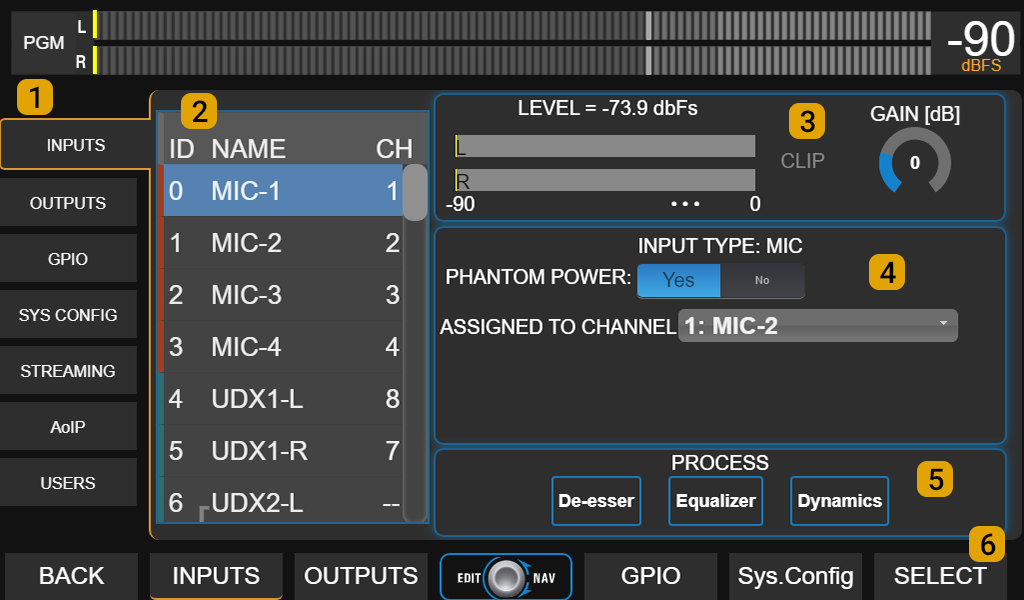 PGM
L
R
-90
dBFS
1
INPUTS
OUTPUTS
GPIO
SYS CONFIG
STREAMING
AoIP
USERS
2
ID NAME CH
0 MIC-1 1
1 MIC-2 2
2 MIC-3 3
3 MIC-4 4
4 UDX1-L 8
5 UDX1-R 7
6 ┌UDX2-L --
LEVEL = -73.9 dbFs
L
R
-90 ... 0
3
CLIP
GAIN [dB]
0
INPUT TYPE: MIC
PHANTOM POWER: Yes No
4
ASSIGNED TO CHANNEL 1: MIC-2
PROCESS
5
De-esser Equalizer Dynamics
6
BACK INPUTS OUTPUTS EDIT NAV GPIO Sys.Config SELECT